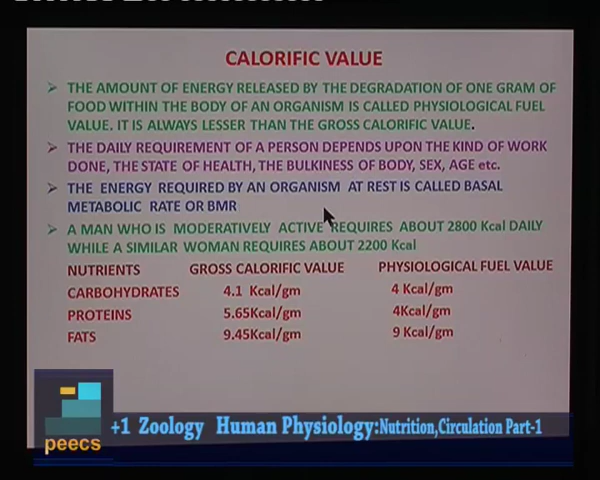 CALORIFIC VALUE
THE AMOUNT OF ENERGY RELEASED BY THE DEGRADATION OF ONE GRAM OF
FOOD WITHIN THE BODY OF AN ORGANISM IS CALLED PHYSIOLOGICAL FUEL
VALUE. IT IS ALWAYS LESSER THAN THE GROSS CALORIFIC VALUE.
THE DAILY REQUIREMENT OF A PERSON DEPENDS UPON THE KIND OF WORK
DONE, THE STATE OF HEALTH, THE BULKINESS OF BODY, SEX, AGE etc.
THE ENERGY REQUIRED BY AN ORGANISM AT REST IS CALLED BASAL
METABOLIC RATE OR BMR
A MAN WHO IS MODERATIVELY ACTIVE REQUIRES ABOUT 2800 Kcal DAILY
WHILE A SIMILAR WOMAN REQUIRES ABOUT 2200 Kcal
NUTRIENTS GROSS CALORIFIC VALUE PHYSIOLOGICAL FUEL VALUE
CARBOHYDRATES 4.1 Kcal/gm 4 Kcal/gm
PROTEINS 5.65Kcal/gm 4Kcal/gm
FATS 9.45Kcal/gm 9 Kcal/gm
peecs
+1 Zoology Human Physiology:Nutrition,Circulation Part-1